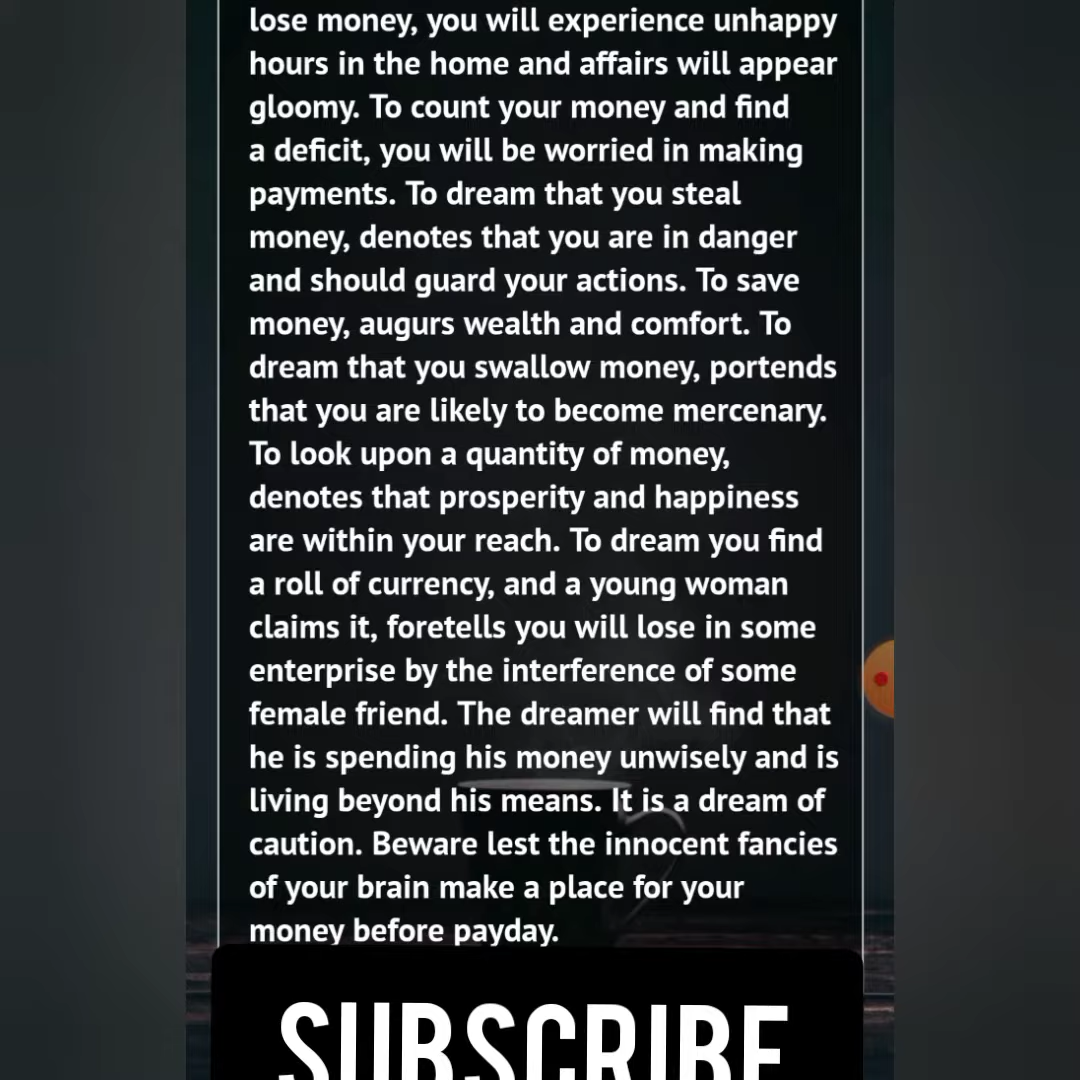 lose money, you will experience unhappy
hours in the home and affairs will appear
gloomy. To count your money and find
a deficit, you will be worried in making
payments. To dream that you steal
money, denotes that you are in danger
and should guard your actions. To save
money, augurs wealth and comfort. To
dream that you swallow money, portends
that you are likely to become mercenary.
To look upon a quantity of money,
denotes that prosperity and happiness
are within your reach. To dream you find
a roll of currency, and a young woman
claims it, foretells you will lose in some
enterprise by the interference of some
female friend. The dreamer will find that
he is spending his money unwisely and is
living beyond his means. It is a dream of
caution. Beware lest the innocent fancies
of your brain make a place for your
money before payday.
SUBSCRIBE